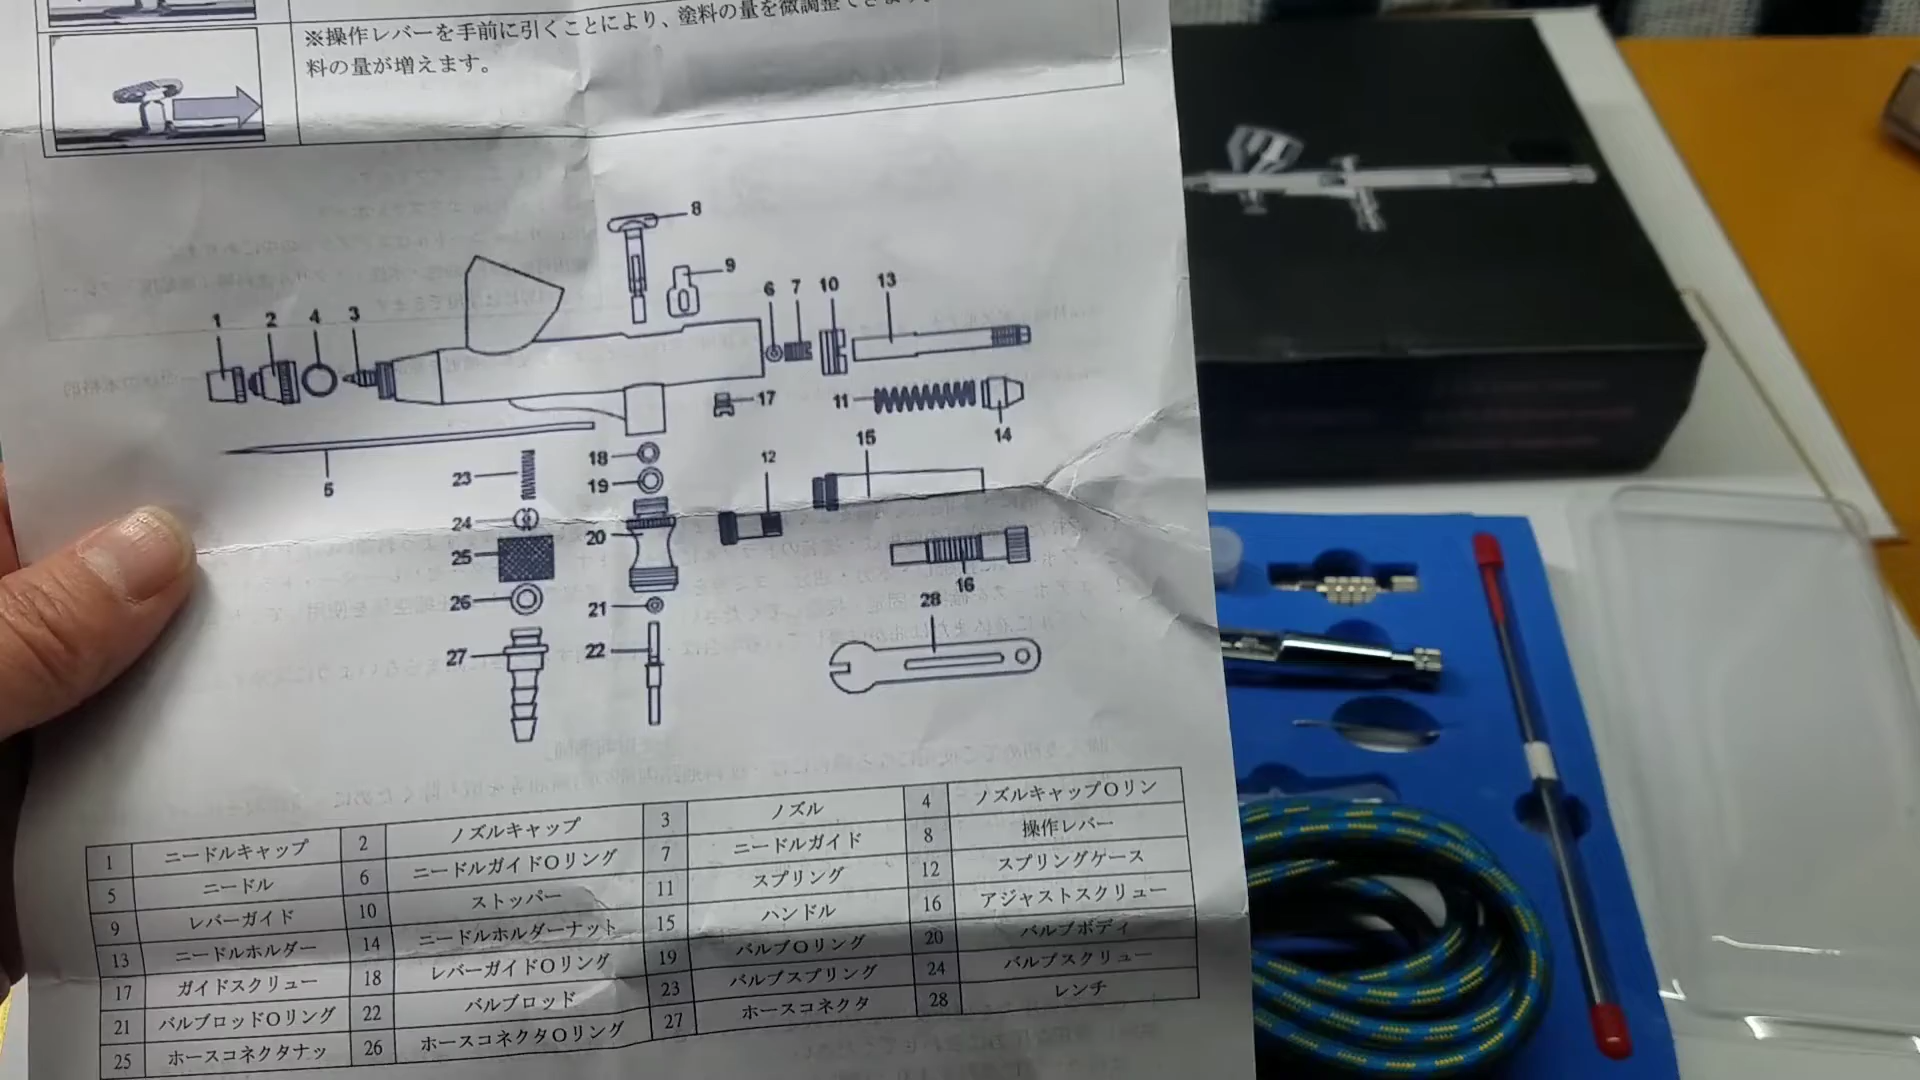 ※操作レバーを手前に引くことにより、塗料の量を微調整できます。
料の量が増えます。
8
9
6 7 10 13
1 2 4 3
17
11
14
5
23
18
12
15
19
24
20
25
16
26
21
28
27
22
1 ニードルキャップ 2 ノズルキャップ 3 ノズル 4 ノズルキャップOリン
5 ニードル 6 ニードルガイドOリング 7 ニードルガイド 8 操作レバー
9 レバーガイド 10 ストッパー 11 スプリング 12 スプリングケース
13 ニードルホルダー 14 ニードルホルダーナット 15 ハンドル 16 アジャストスクリュー
17 ガイドスクリュー 18 レバーガイドOリング 19 バルブOリング 20 バルブボディ
21 バルブロッドOリング 22 バルブロッド 23 バルブスプリング 24 バルブスクリュー
25 ホースコネクタナッ 26 ホースコネクタOリング 27 ホースコネクタ 28 レンチ